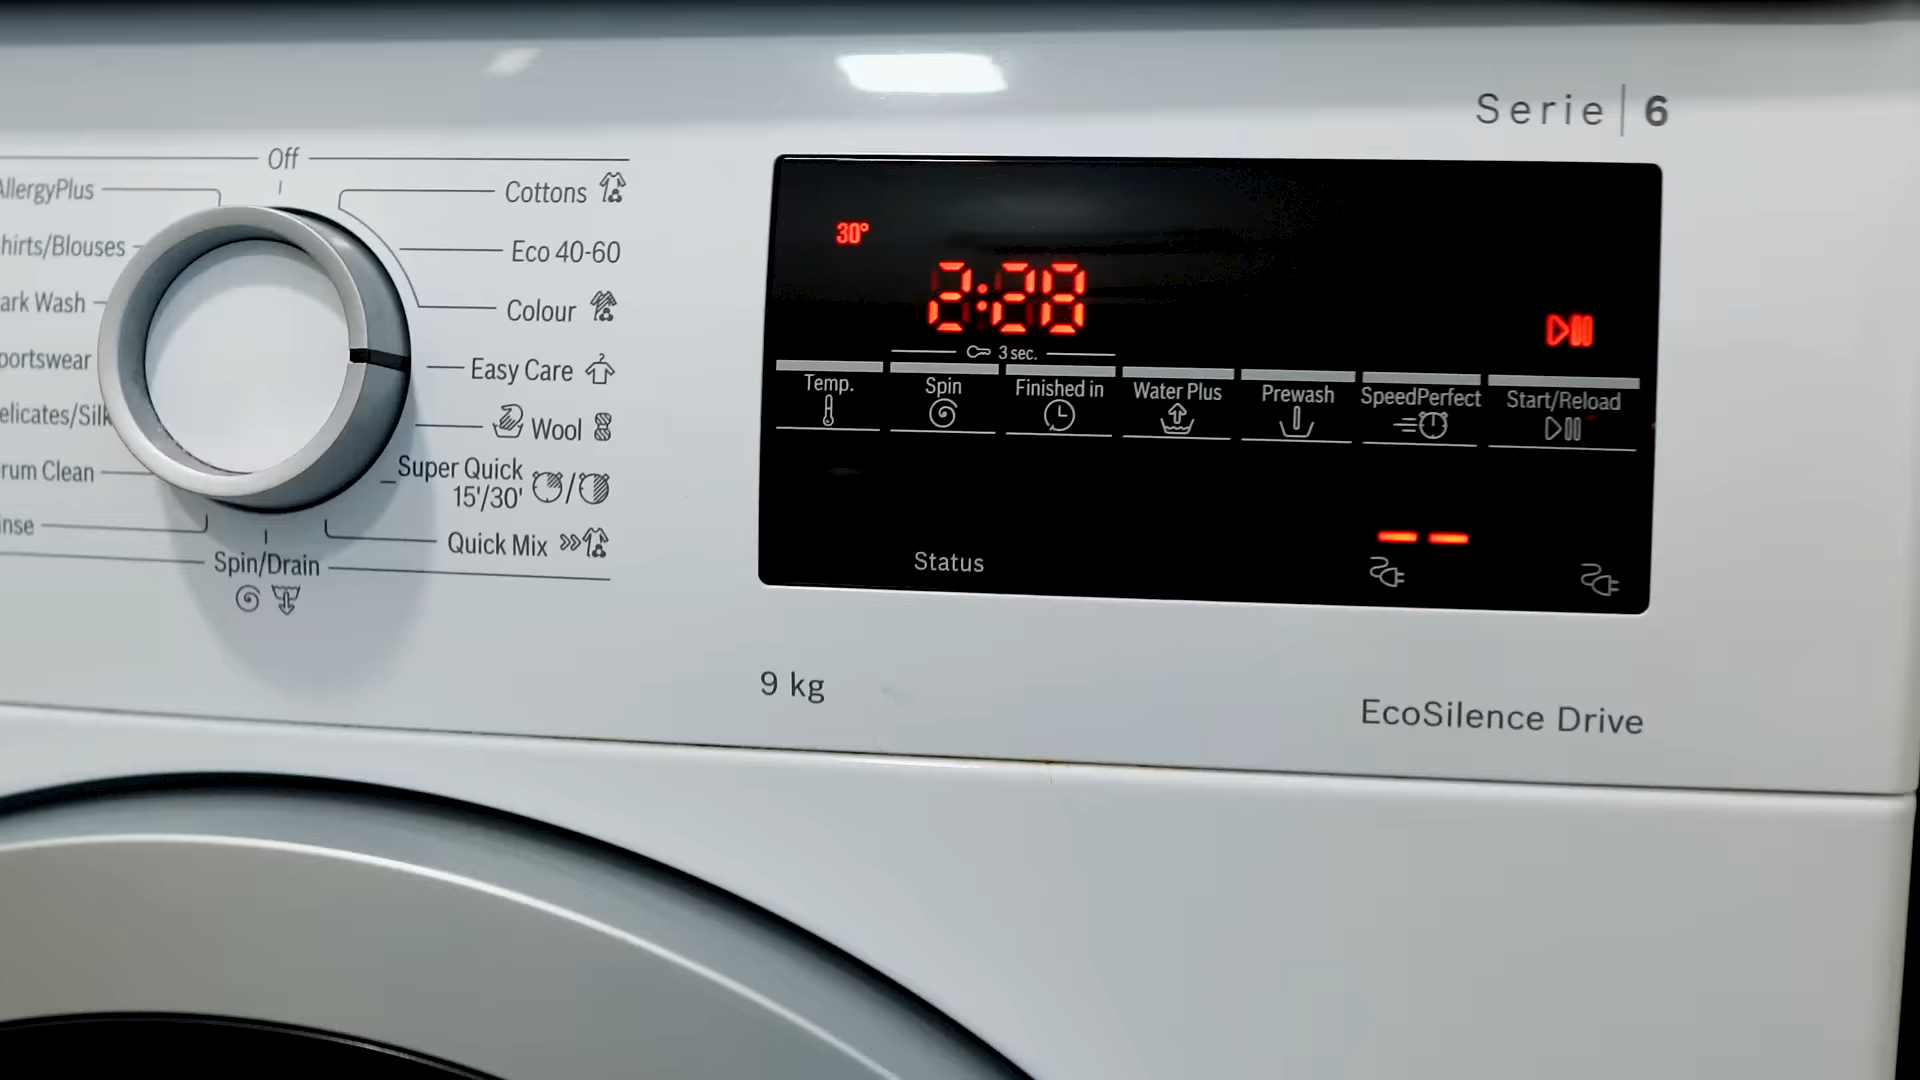 Serie | 6
Off
AllergyPlus
Cottons
hirts/Blouses
Eco 40-60
ark Wash
Colour
portswear
Easy Care
elicates/Silk
Wool
rum Clean
Super Quick
15'/30'
inse
Quick Mix
Spin/Drain
30°
2:28
3 sec.
Temp.
Spin
Finished in
Water Plus
Prewash
SpeedPerfect
Start/Reload
Status
9 kg
EcoSilence Drive